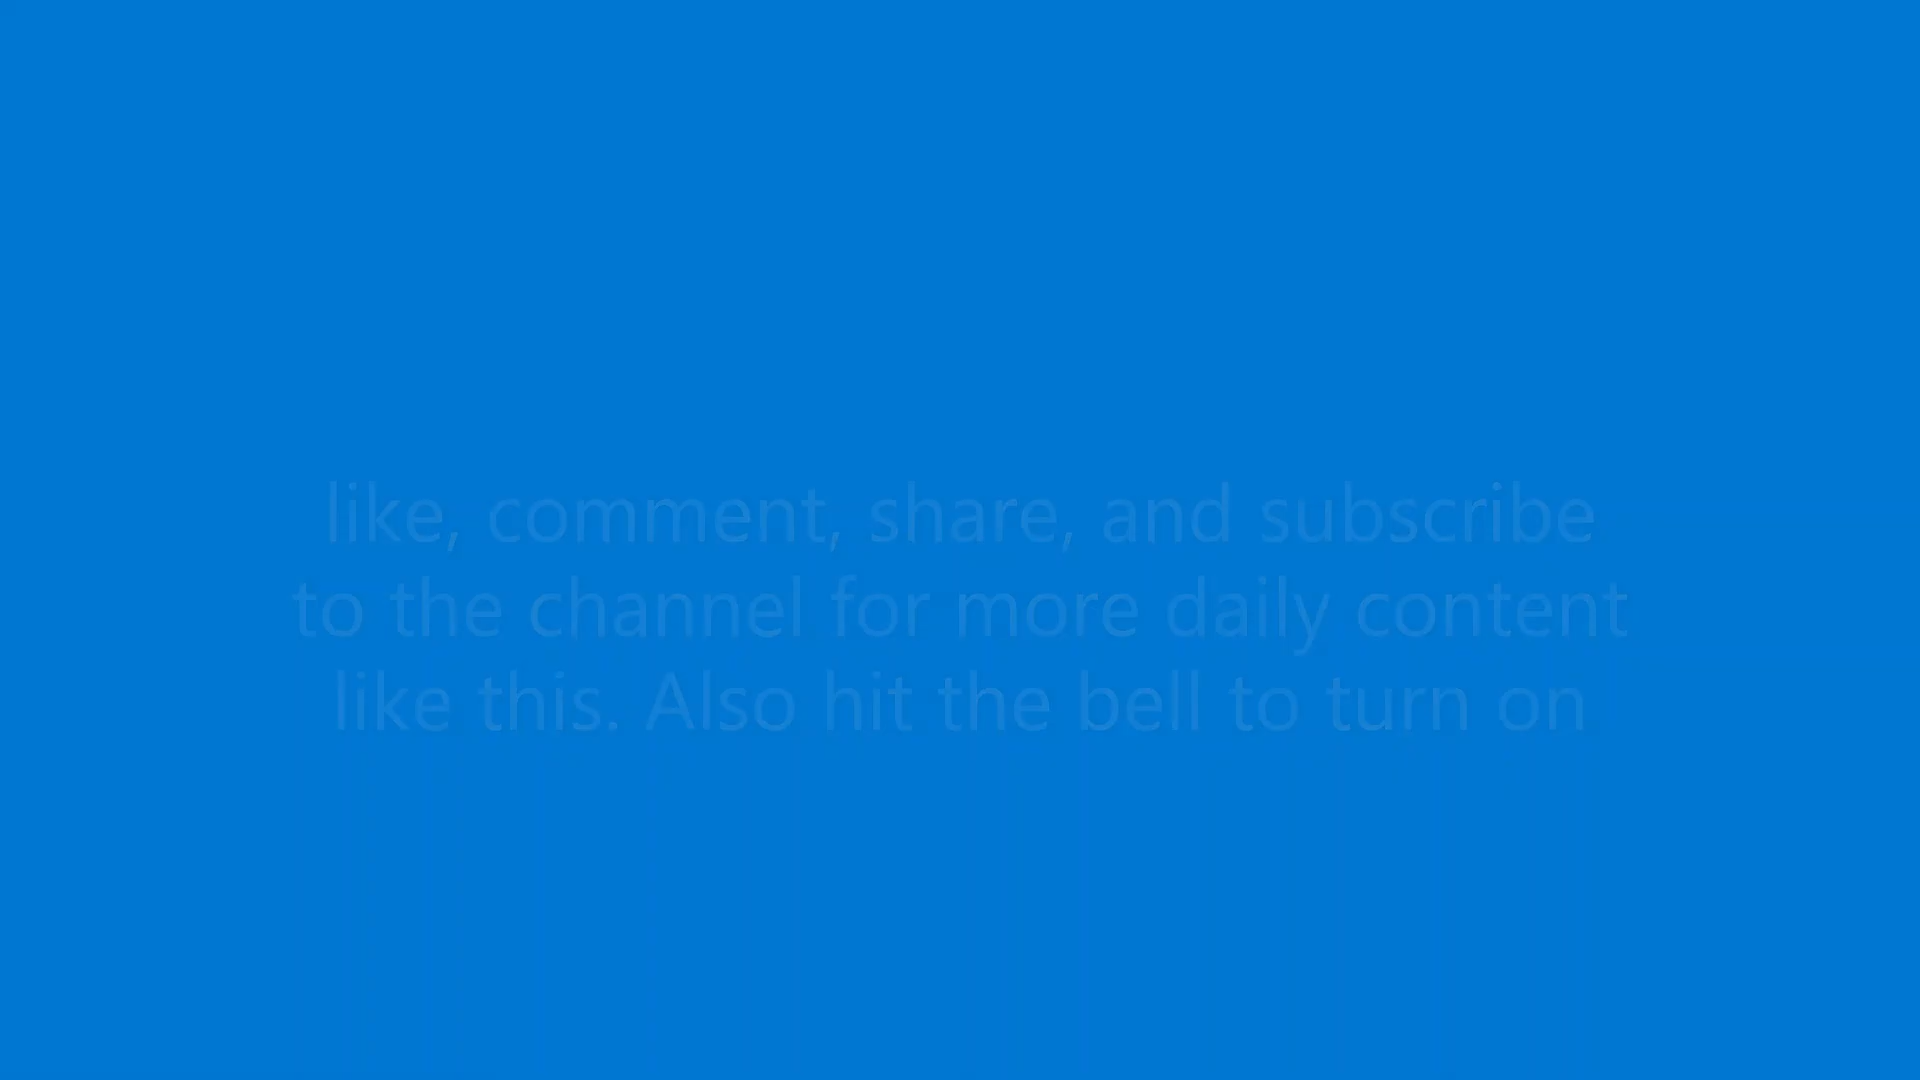 like, comment, share, and subscribe
to the channel for more daily content
like this. Also hit the bell to turn on